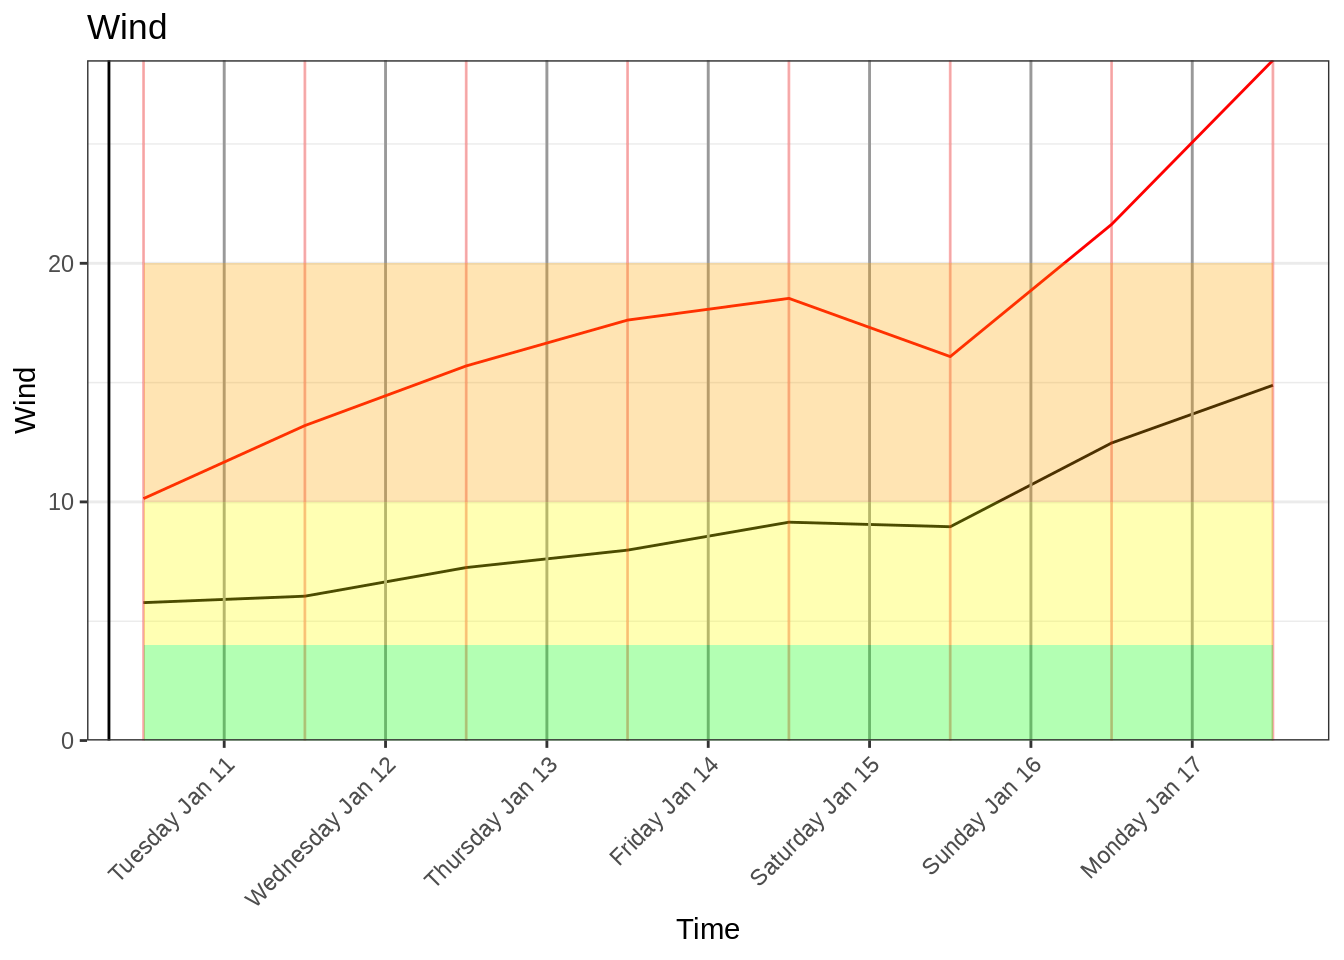 Wind
Wind
20
10
0
Tuesday Jan 11
Wednesday Jan 12
Thursday Jan 13
Friday Jan 14
Saturday Jan 15
Sunday Jan 16
Monday Jan 17
Time